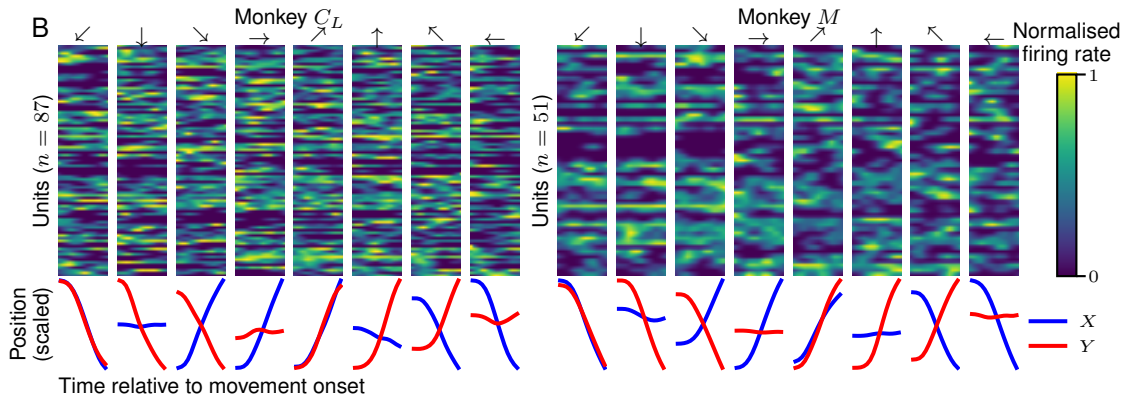 B
Monkey C_L
Monkey M
↙ ↓ ↘ → ↗ ↑ ↖ ←
↙ ↓ ↘ → ↗ ↑ ↖ ←
Normalised
firing rate
1
0
Units (n = 87)
Units (n = 51)
Position
(scaled)
X
Y
Time relative to movement onset